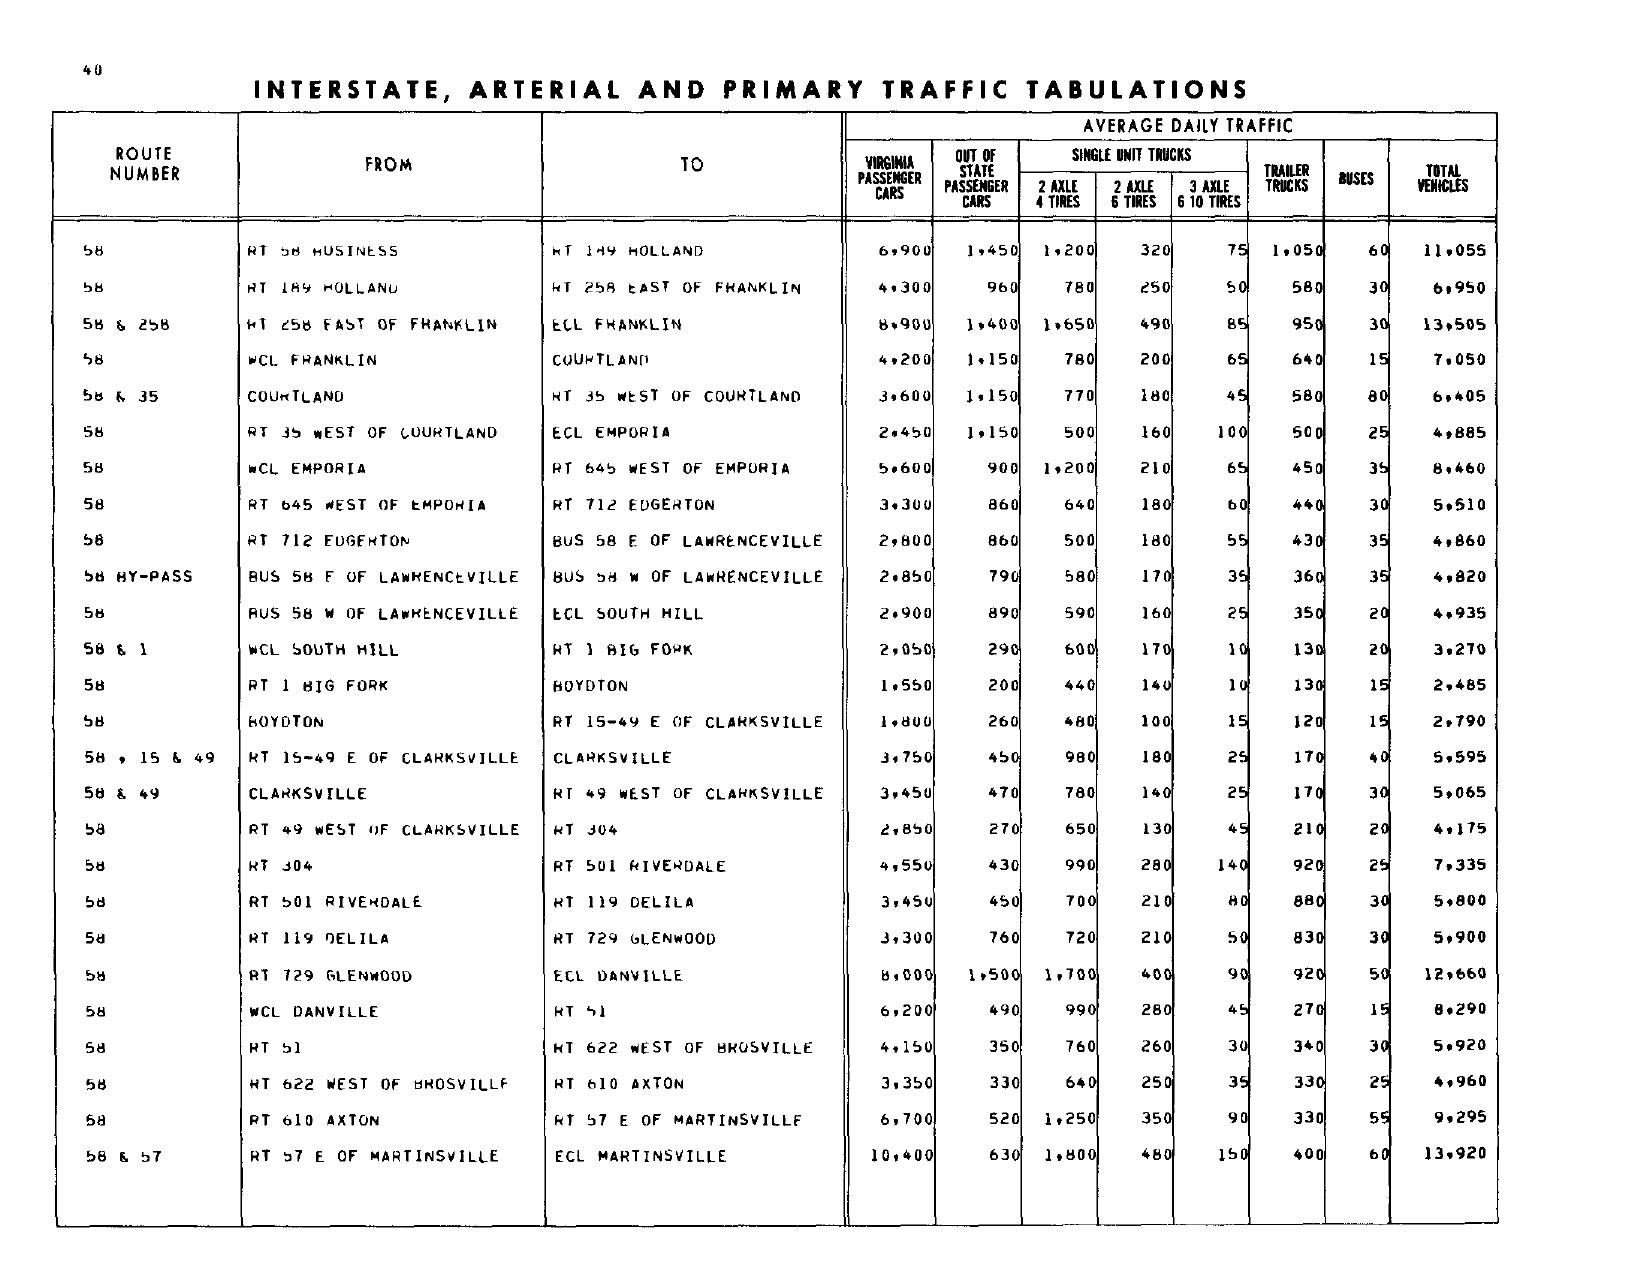 40
INTERSTATE, ARTERIAL AND PRIMARY TRAFFIC TABULATIONS
ROUTE NUMBER FROM TO AVERAGE DAILY TRAFFIC
VIRGINIA PASSENGER CARS OUT OF STATE PASSENGER CARS SINGLE UNIT TRUCKS 2 AXLE 4 TIRES 2 AXLE 6 TIRES 3 AXLE 6 10 TIRES TRAILER TRUCKS BUSES TOTAL VEHICLES
58 RT 58 BUSINESS RT 189 HOLLAND 6,900 1,450 1,200 320 75 1,050 60 11,055
58 RT 189 HOLLAND RT 258 EAST OF FRANKLIN 4,300 960 780 250 50 580 30 6,950
58 & 258 RT 258 EAST OF FRANKLIN ECL FRANKLIN 8,900 1,400 1,650 490 85 950 30 13,505
58 WCL FRANKLIN COURTLAND 4,200 1,150 780 200 65 640 15 7,050
58 & 35 COURTLAND RT 35 WEST OF COURTLAND 3,600 1,150 770 180 45 580 80 6,405
58 RT 35 WEST OF COURTLAND ECL EMPORIA 2,450 1,150 500 160 100 500 25 4,885
58 WCL EMPORIA RT 645 WEST OF EMPORIA 5,600 900 1,200 210 65 450 35 8,460
58 RT 645 WEST OF EMPORIA RT 712 EDGERTON 3,300 860 640 180 60 440 30 5,510
58 RT 712 EDGERTON BUS 58 E OF LAWRENCEVILLE 2,800 860 500 180 55 430 35 4,860
58 BY-PASS BUS 58 E OF LAWRENCEVILLE BUS 58 W OF LAWRENCEVILLE 2,850 790 580 170 35 360 35 4,820
58 BUS 58 W OF LAWRENCEVILLE ECL SOUTH HILL 2,900 890 590 160 25 350 20 4,935
58 & 1 WCL SOUTH HILL RT 1 BIG FORK 2,050 290 600 170 10 130 20 3,270
58 RT 1 BIG FORK BOYDTON 1,550 200 440 140 10 130 15 2,485
58 BOYDTON RT 15-49 E OF CLARKSVILLE 1,800 260 480 100 15 120 15 2,790
58 , 15 & 49 RT 15-49 E OF CLARKSVILLE CLARKSVILLE 3,750 450 980 180 25 170 40 5,595
58 & 49 CLARKSVILLE RT 49 WEST OF CLARKSVILLE 3,450 470 780 140 25 170 30 5,065
58 RT 49 WEST OF CLARKSVILLE RT 304 2,850 270 650 130 45 210 20 4,175
58 RT 304 RT 501 RIVERDALE 4,550 430 990 280 140 920 25 7,335
58 RT 501 RIVERDALE RT 119 DELILA 3,450 450 700 210 80 880 30 5,800
58 RT 119 DELILA RT 729 GLENWOOD 3,300 760 720 210 50 830 30 5,900
58 RT 729 GLENWOOD ECL DANVILLE 8,000 1,500 1,700 400 90 920 50 12,660
58 WCL DANVILLE RT 51 6,200 490 990 280 45 270 15 8,290
58 RT 51 RT 622 WEST OF BROSVILLE 4,150 350 760 260 30 340 30 5,920
58 RT 622 WEST OF BROSVILLE RT 610 AXTON 3,350 330 640 250 35 330 25 4,960
58 RT 610 AXTON RT 57 E OF MARTINSVILLE 6,700 520 1,250 350 90 330 55 9,295
58 & 57 RT 57 E OF MARTINSVILLE ECL MARTINSVILLE 10,400 630 1,800 480 150 400 60 13,920